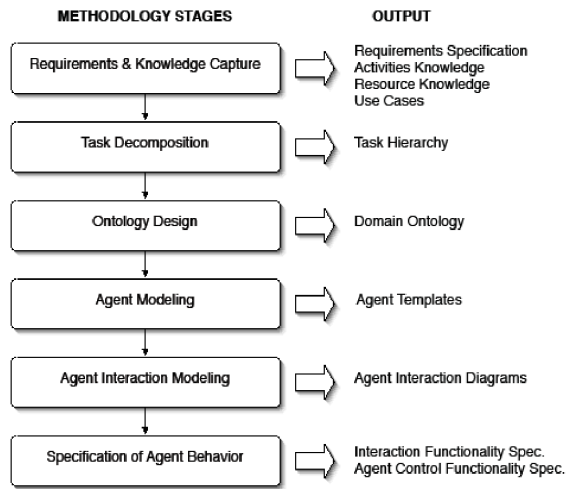 METHODOLOGY STAGES OUTPUT
Requirements & Knowledge Capture
Requirements Specification
Activities Knowledge
Resource Knowledge
Use Cases
Task Decomposition
Task Hierarchy
Ontology Design
Domain Ontology
Agent Modeling
Agent Templates
Agent Interaction Modeling
Agent Interaction Diagrams
Specification of Agent Behavior
Interaction Functionality Spec.
Agent Control Functionality Spec.